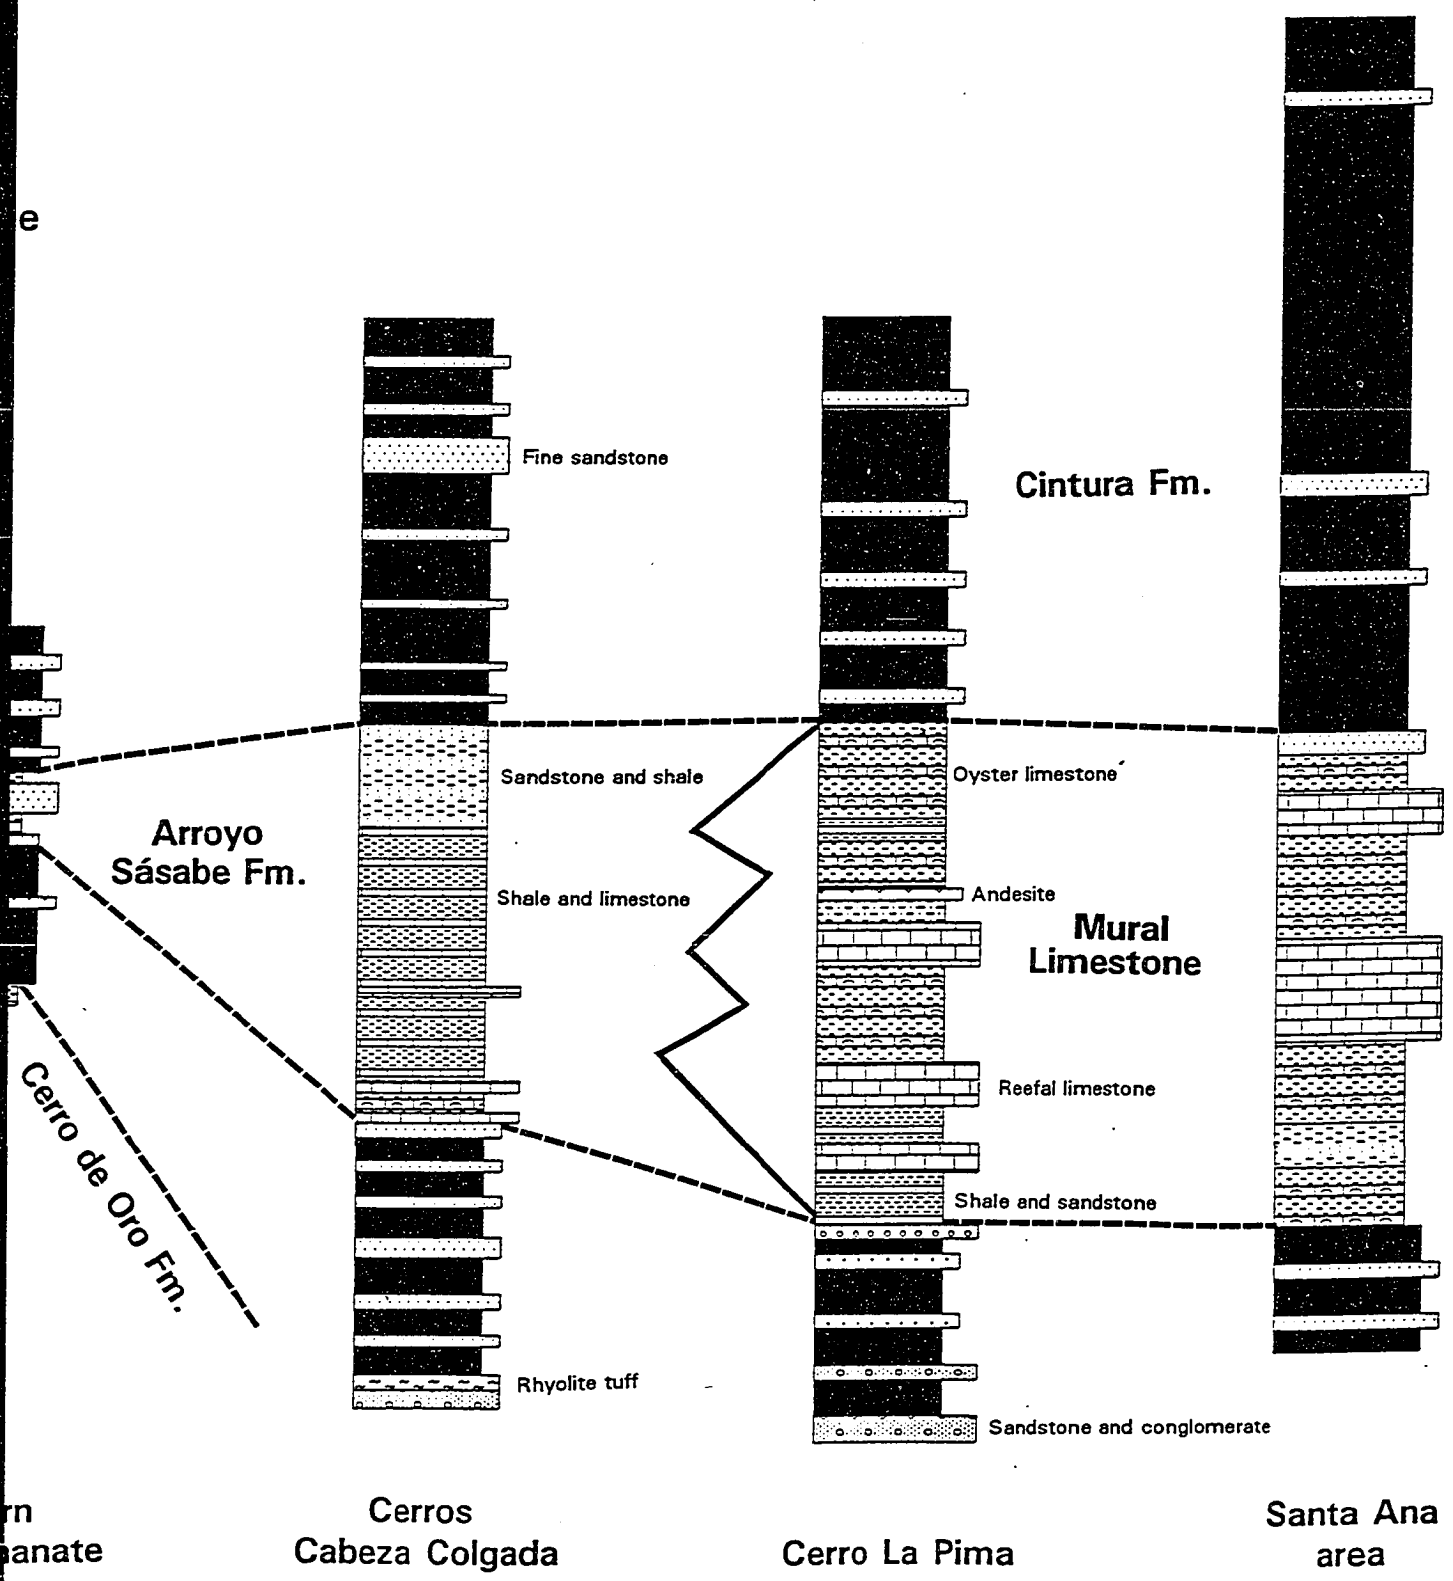 e
Fine sandstone
Cintura Fm.
Sandstone and shale
Oyster limestone
Arroyo
Sásabe Fm.
Shale and limestone
Andesite
Mural
Limestone
Reefal limestone
Cerro de Oro Fm.
Shale and sandstone
Rhyolite tuff
Sandstone and conglomerate
rn
anate
Cerros
Cabeza Colgada
Cerro La Pima
Santa Ana
area